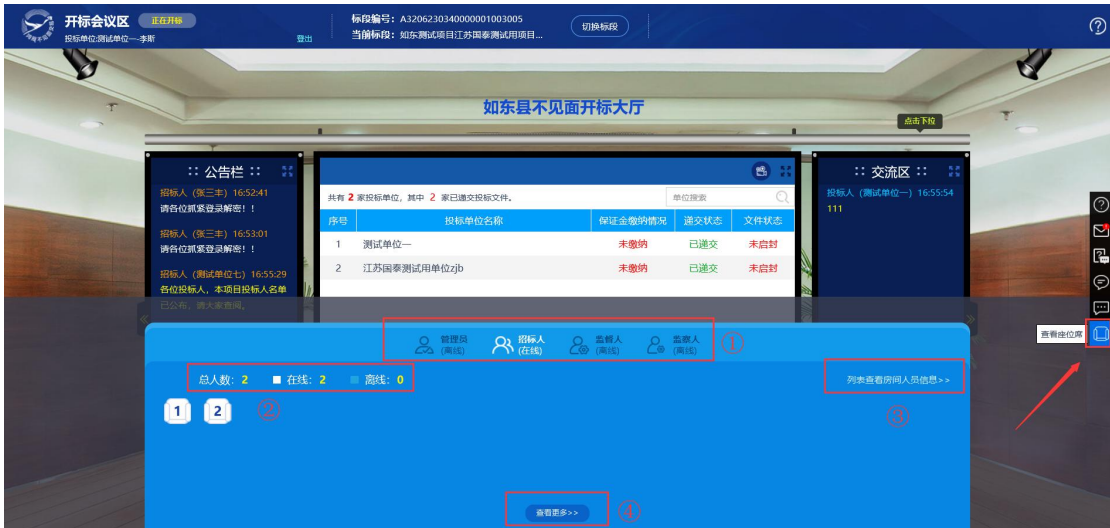 开标会议区 正在开标
投标单位:测试单位一--李斯 登出
标段编号：A3206230340000001003005
当前标段：如东测试项目江苏国泰测试用项目...
切换标段
如东县不见面开标大厅
点击下拉
:: 公告栏 ::
招标人（张三丰）16:52:41
请各位抓紧登录解密！！
招标人（张三丰）16:53:01
请各位抓紧登录解密！！
招标人（测试单位七）16:55:29
各位投标人，本项目投标人名单
已公布，请大家查阅。
共有 2 家投标单位，其中 2 家已递交投标文件。 单位搜索
序号 投标单位名称 保证金缴纳情况 递交状态 文件状态
1 测试单位一 未缴纳 已递交 未启封
2 江苏国泰测试用单位zjb 未缴纳 已递交 未启封
:: 交流区 ::
投标人（测试单位一）16:55:54
111
查看座位席
管理员 招标人 监督人 监察人 ①
(离线) (在线) (离线) (离线)
总人数：2 在线：2 离线：0
列表查看房间人员信息>>
1 2 ② ③
查看更多>> ④